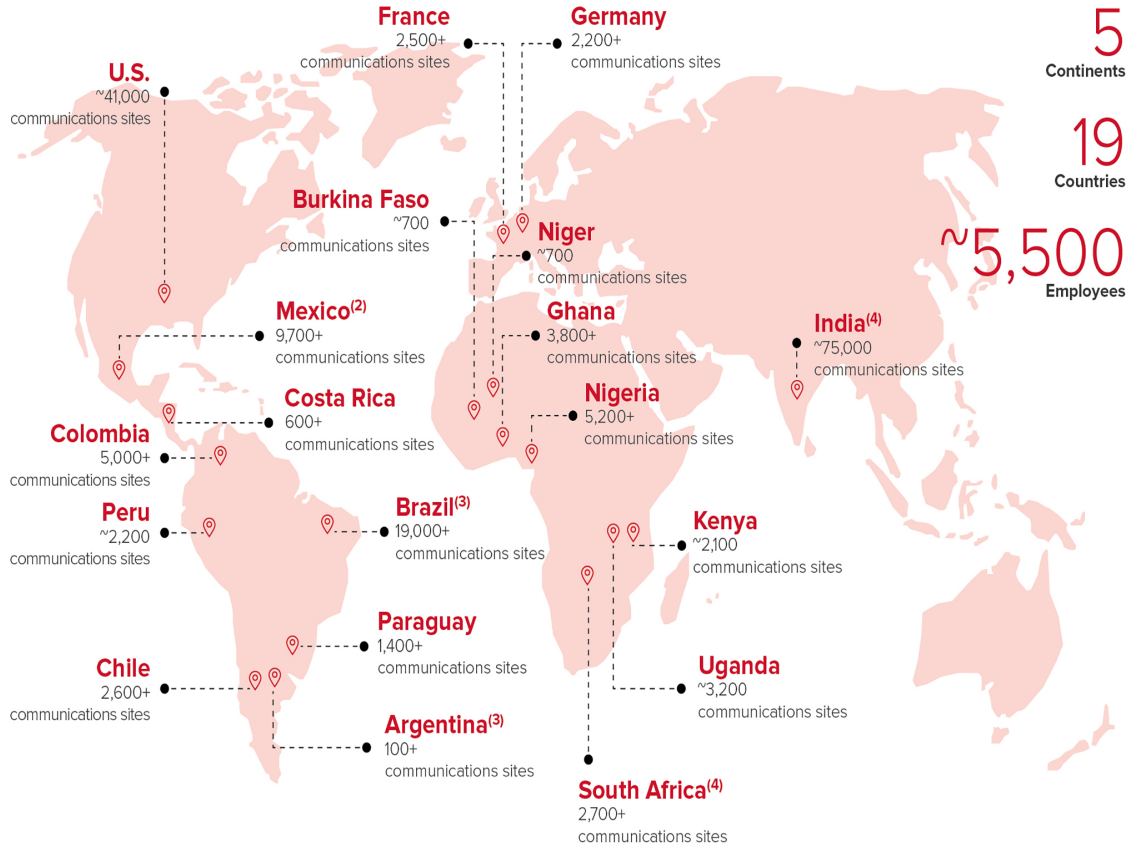 France
2,500+
communications sites
Germany
2,200+
communications sites
5
Continents
U.S.
~41,000
communications sites
19
Countries
Burkina Faso
~700
communications sites
Niger
~700
communications sites
~5,500
Employees
Mexico(2)
9,700+
communications sites
Ghana
3,800+
communications sites
India(4)
~75,000
communications sites
Costa Rica
600+
communications sites
Nigeria
5,200+
communications sites
Colombia
5,000+
communications sites
Peru
~2,200
communications sites
Brazil(3)
19,000+
communications sites
Kenya
~2,100
communications sites
Paraguay
1,400+
communications sites
Chile
2,600+
communications sites
Uganda
~3,200
communications sites
Argentina(3)
100+
communications sites
South Africa(4)
2,700+
communications sites